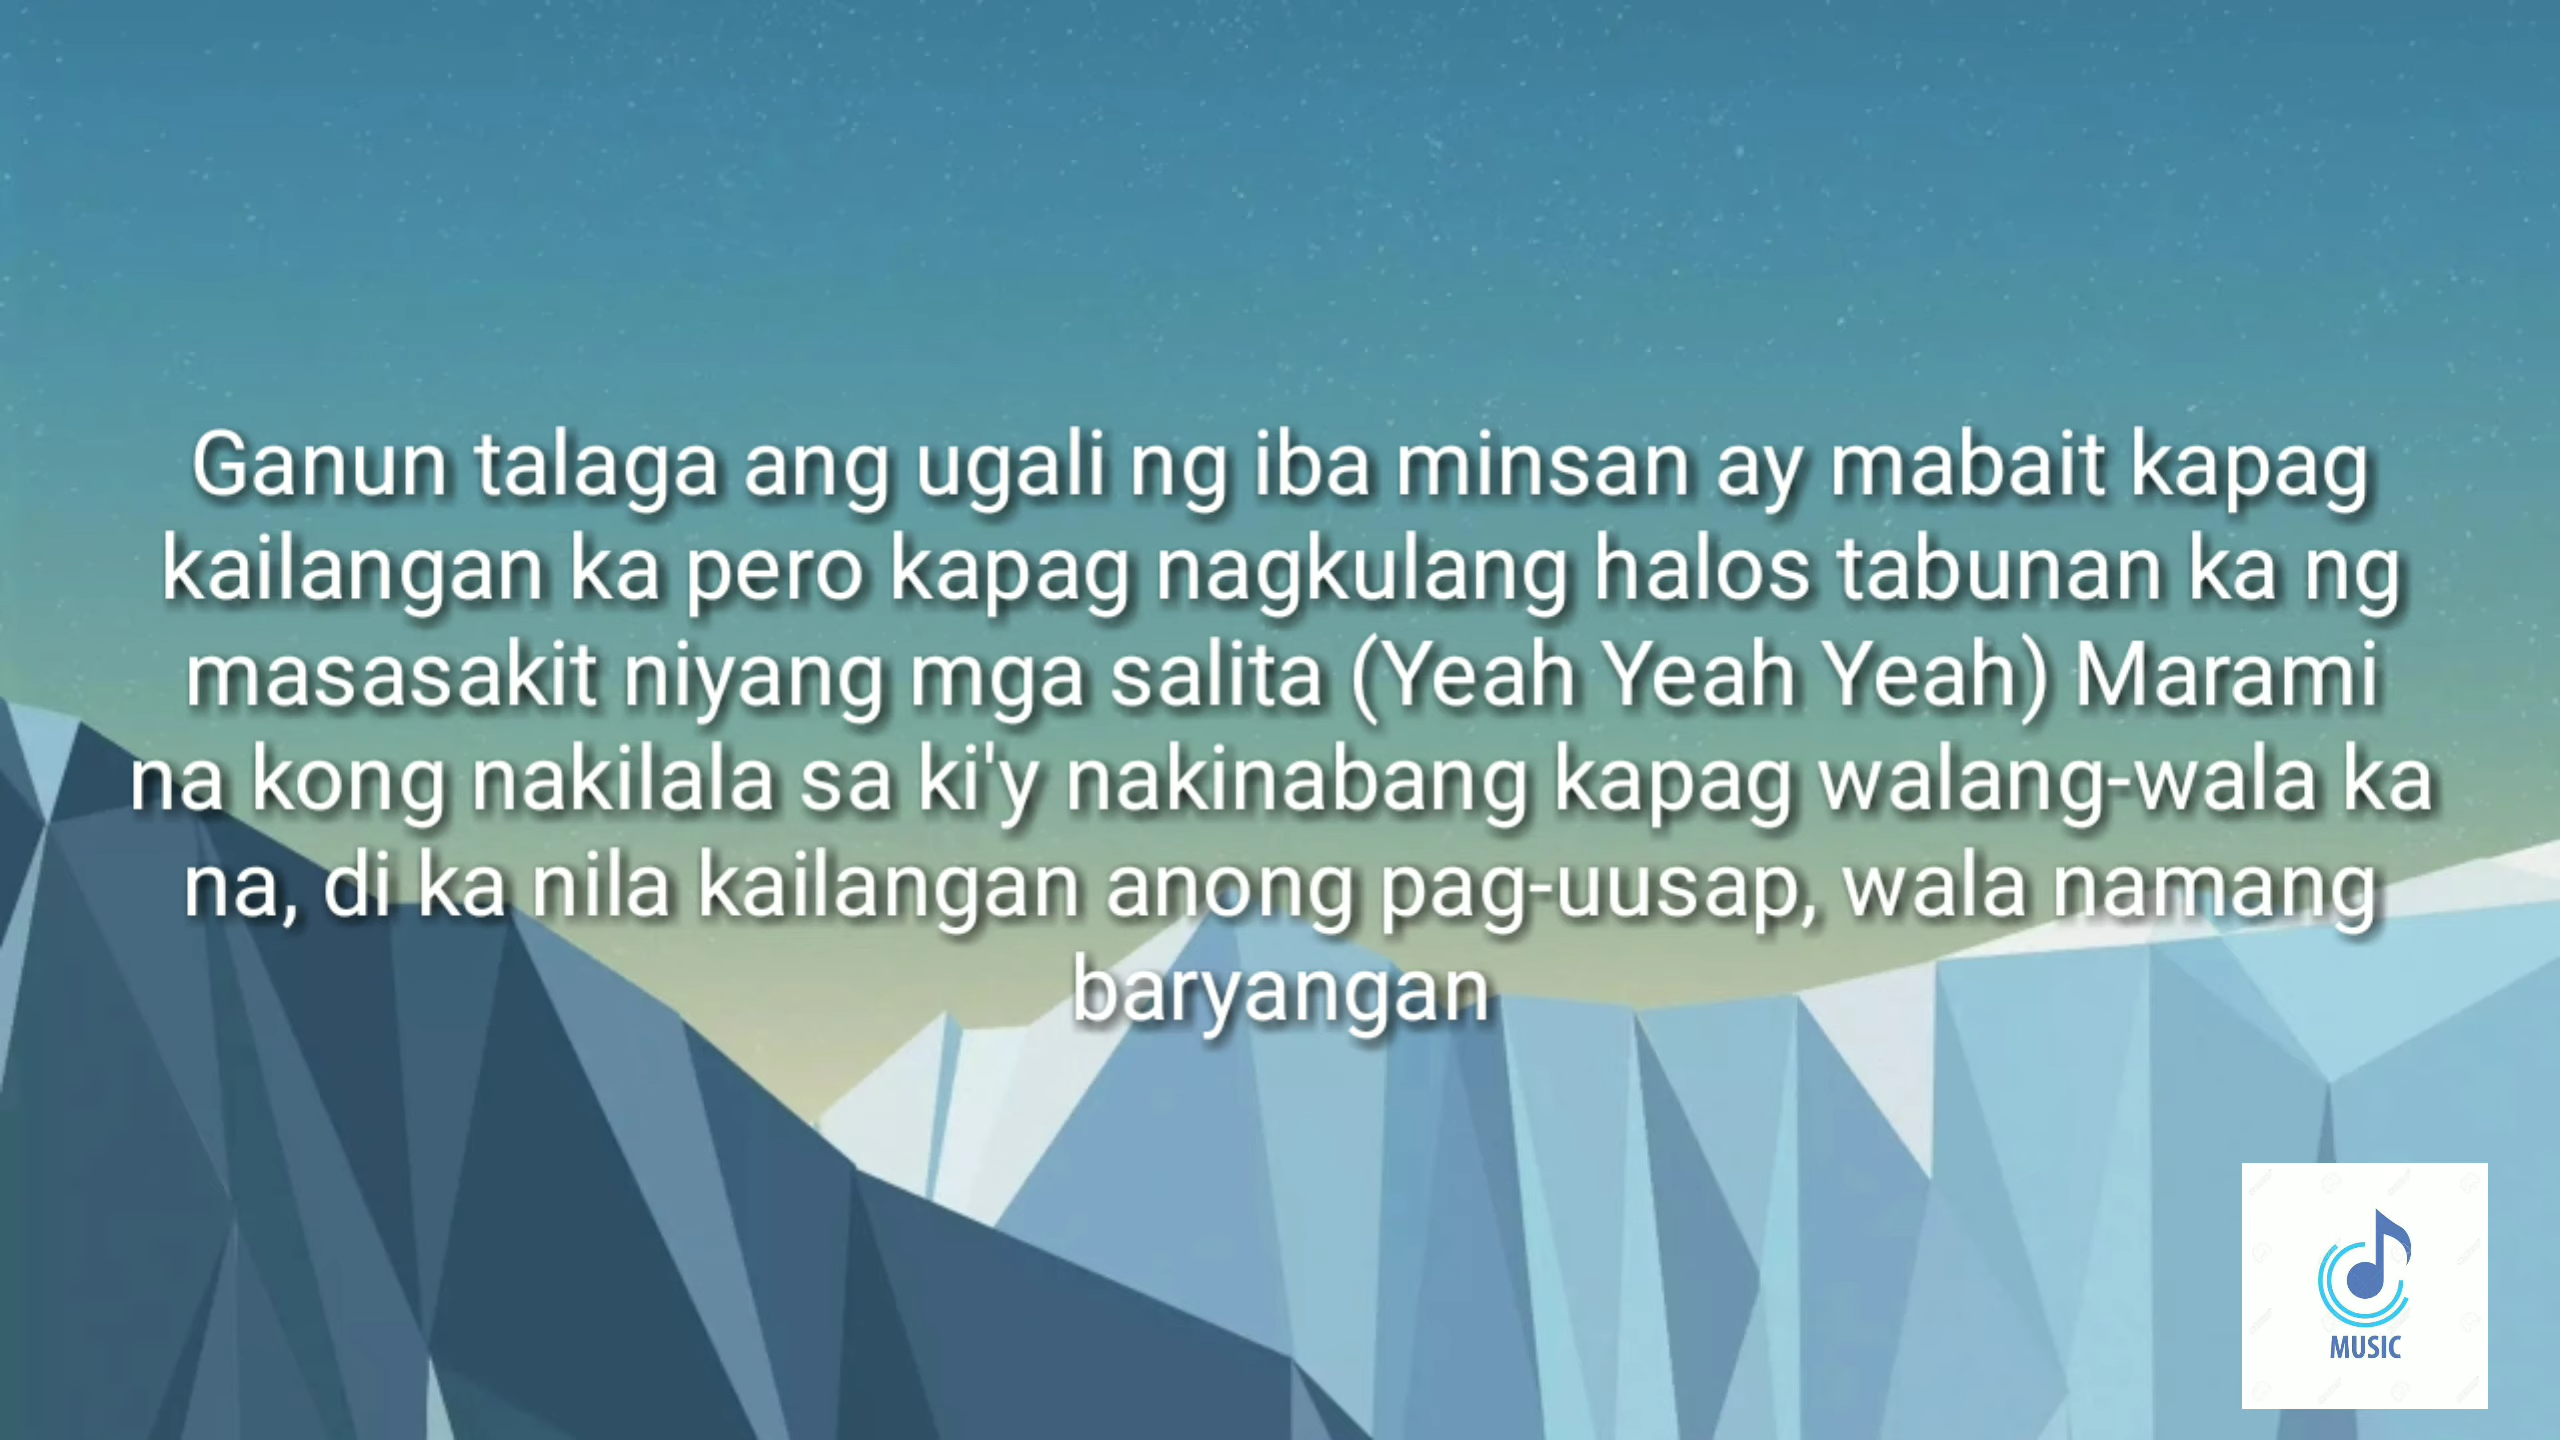 Ganun talaga ang ugali ng iba minsan ay mabait kapag
kailangan ka pero kapag nagkulang halos tabunan ka ng
masasakit niyang mga salita (Yeah Yeah Yeah) Marami
na kong nakilala sa ki'y nakinabang kapag walang-wala ka
na, di ka nila kailangan anong pag-uusap, wala namang
baryangan
MUSIC